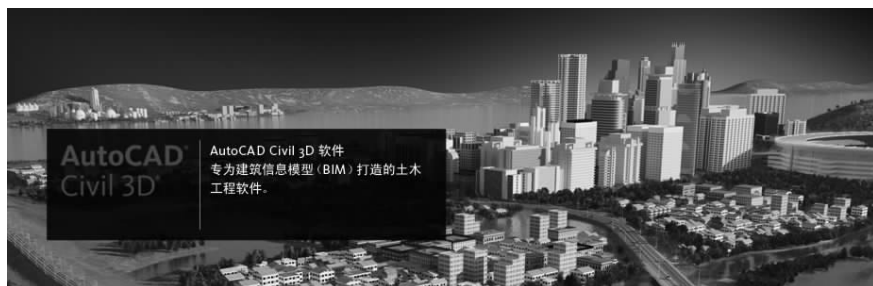 AutoCAD®
Civil 3D®
AutoCAD Civil 3D 软件
专为建筑信息模型（BIM）打造的土木
工程软件。